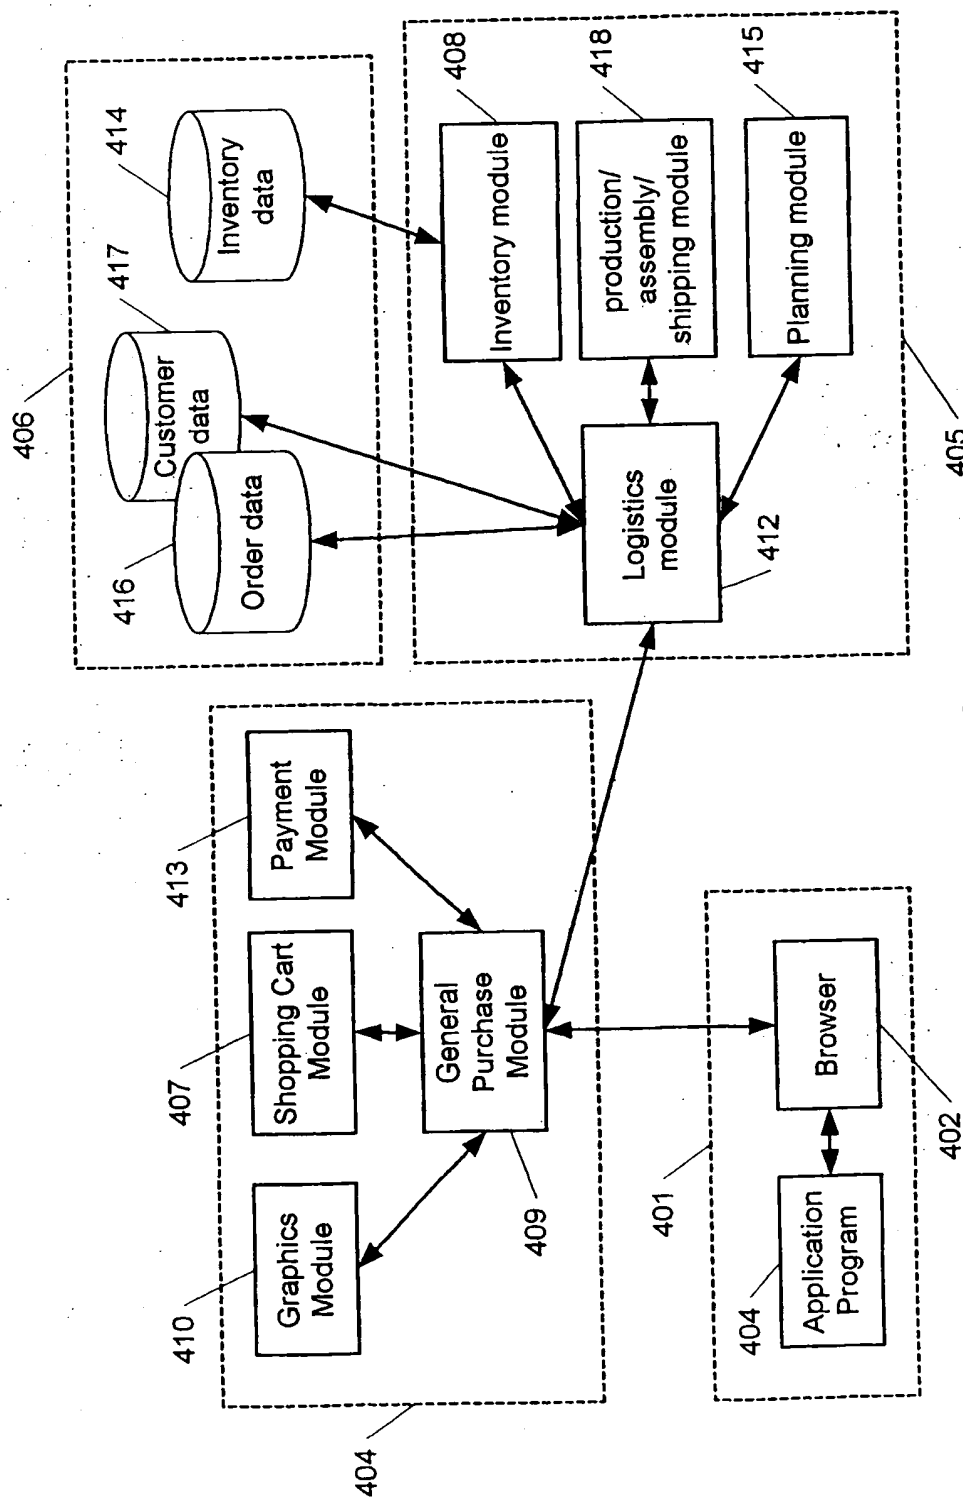 410
Graphics
Module
407
Shopping Cart
Module
413
Payment
Module
General
Purchase
Module
409
404
401
Application
Program
404
Browser
402
406
416
Order data
417
Customer
data
414
Inventory
data
Logistics
module
412
Inventory module
408
production/
assembly/
shipping module
418
Planning module
415
405